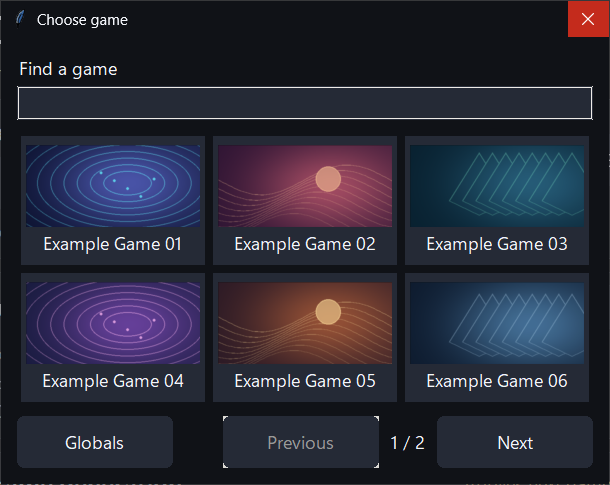 Choose game
Find a game
Example Game 01 Example Game 02 Example Game 03
Example Game 04 Example Game 05 Example Game 06
Globals Previous 1 / 2 Next